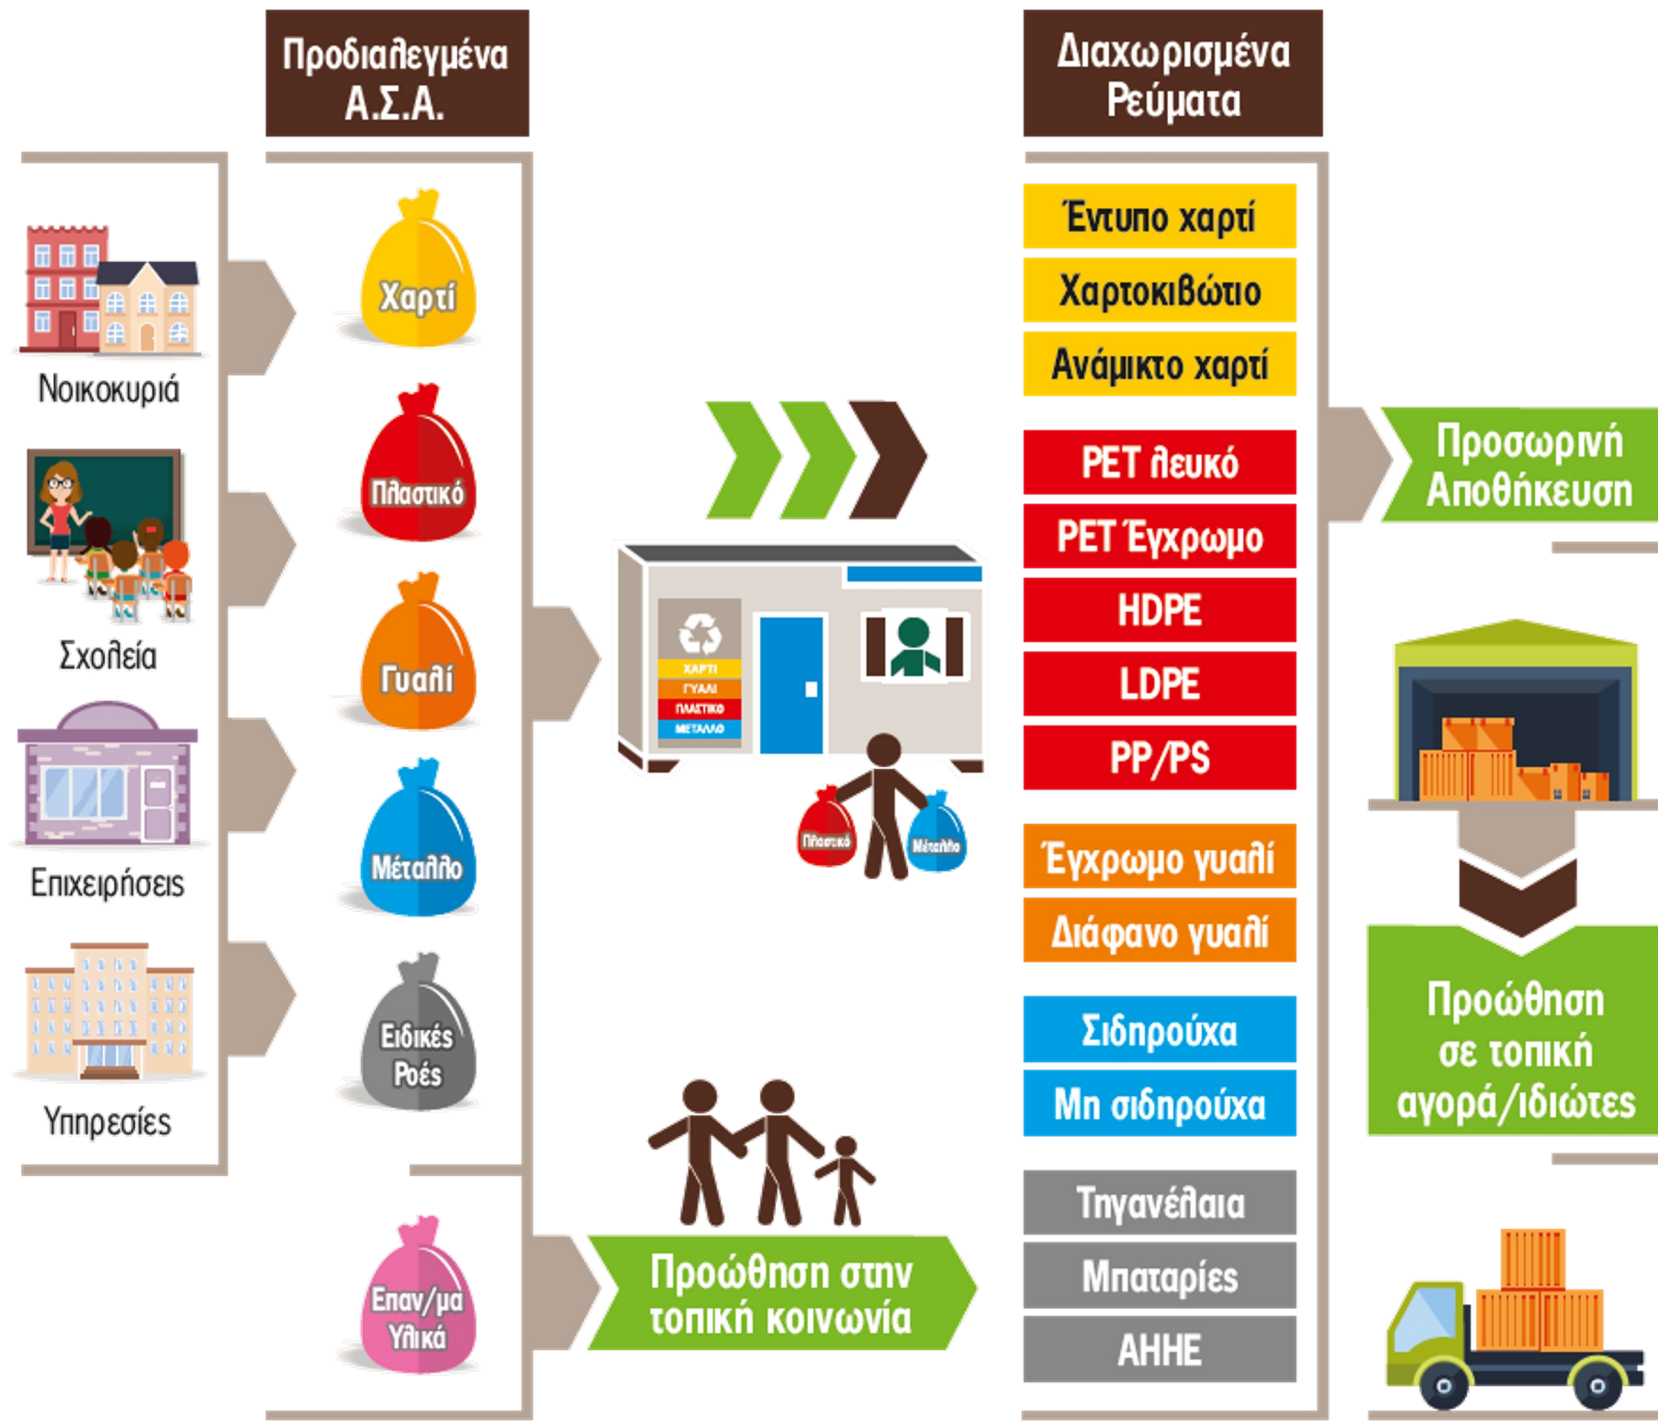 Προδιαλεγμένα
Α.Σ.Α.
Νοικοκυριά
Σχολεία
Επιχειρήσεις
Υπηρεσίες
Χαρτί
Πλαστικό
Γυαλί
Μέταλλο
Ειδικές
Ροές
Επαν/μα
Υλικά
ΧΑΡΤΙ
ΓΥΑΛΙ
ΠΛΑΣΤΙΚΟ
ΜΕΤΑΛΛΟ
Πλαστικό
Μέταλλο
Προώθηση στην
τοπική κοινωνία
Διαχωρισμένα
Ρεύματα
Έντυπο χαρτί
Χαρτοκιβώτιο
Ανάμικτο χαρτί
PET λευκό
PET Έγχρωμο
HDPE
LDPE
PP/PS
Έγχρωμο γυαλί
Διάφανο γυαλί
Σιδηρούχα
Μη σιδηρούχα
Τηγανέλαια
Μπαταρίες
ΑΗΗΕ
Προσωρινή
Αποθήκευση
Προώθηση
σε τοπική
αγορά/ιδιώτες